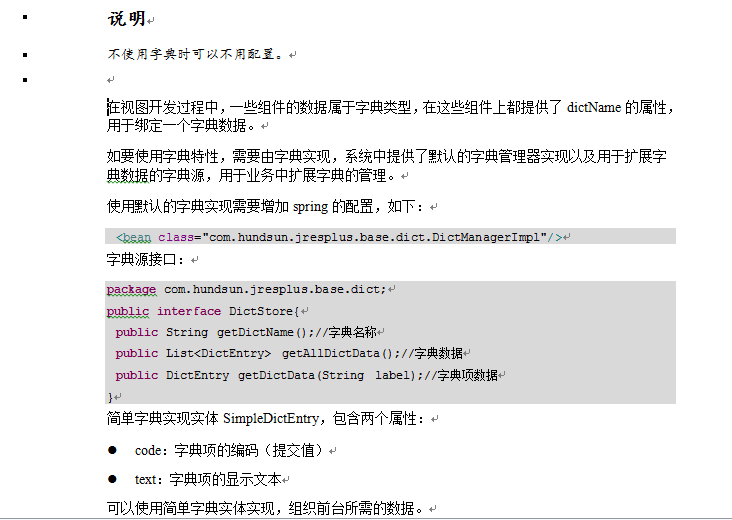 说明
不使用字典时可以不用配置。
在视图开发过程中，一些组件的数据属于字典类型，在这些组件上都提供了 dictName 的属性，
用于绑定一个字典数据。
如要使用字典特性，需要由字典实现，系统中提供了默认的字典管理器实现以及用于扩展字
典数据的字典源，用于业务中扩展字典的管理。
使用默认的字典实现需要增加 spring 的配置，如下：
<bean class="com.hundsun.jresplus.base.dict.DictManagerImpl"/>
字典源接口：
package com.hundsun.jresplus.base.dict;
public interface DictStore{
public String getDictName();//字典名称
public List<DictEntry> getAllDictData();//字典数据
public DictEntry getDictData(String label);//字典项数据
}
简单字典实现实体 SimpleDictEntry，包含两个属性：
● code：字典项的编码（提交值）
● text：字典项的显示文本
可以使用简单字典实体实现，组织前台所需的数据。